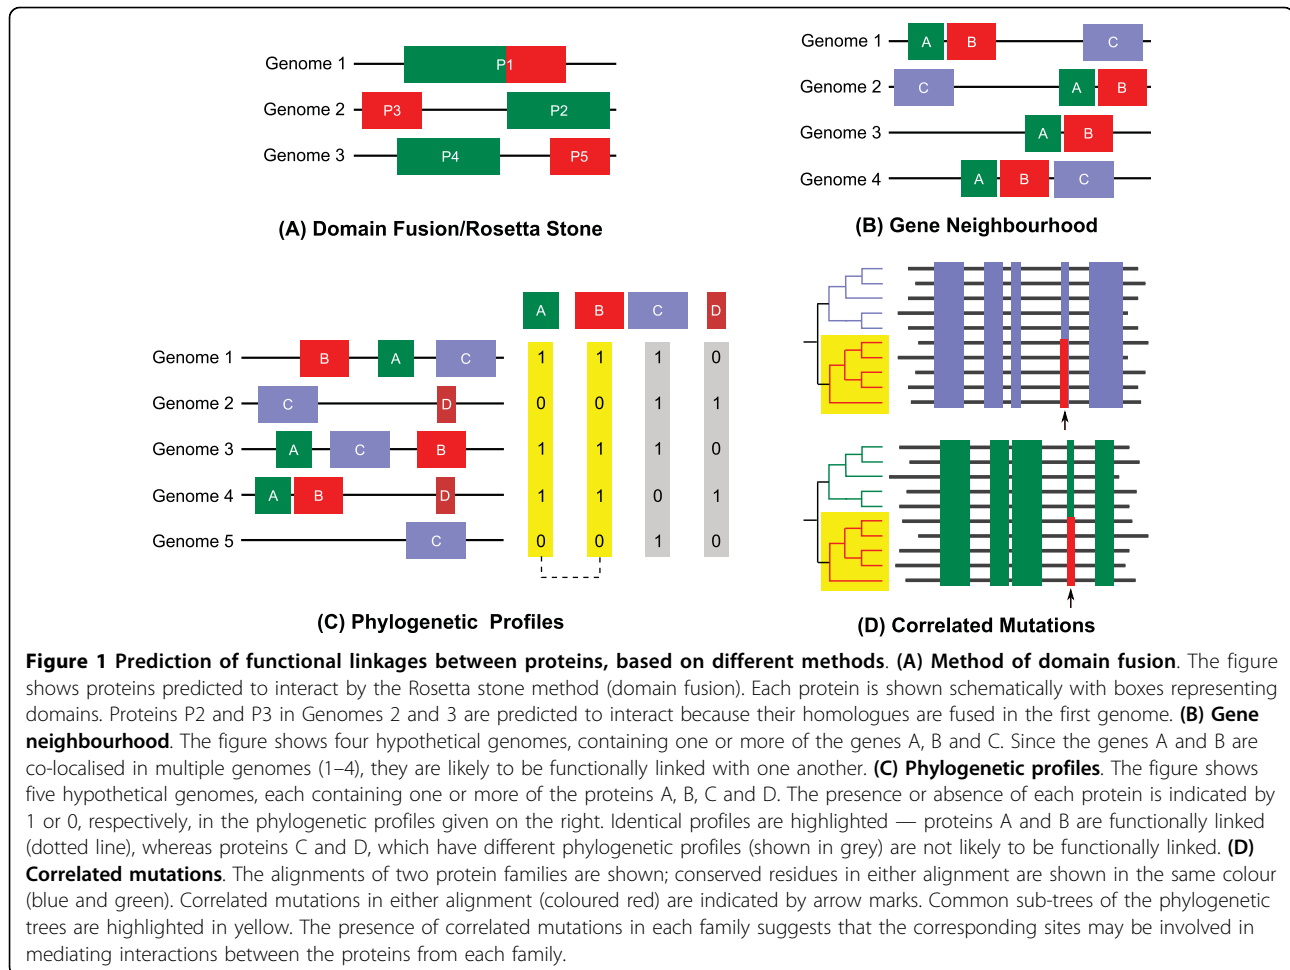 Genome 1 P1
Genome 2 P3 P2
Genome 3 P4 P5
(A) Domain Fusion/Rosetta Stone
Genome 1 A B C
Genome 2 C A B
Genome 3 A B
Genome 4 A B C
(B) Gene Neighbourhood
A B C D
Genome 1 B A C 1 1 1 0
Genome 2 C D 0 0 1 1
Genome 3 A C B 1 1 1 0
Genome 4 A B D 1 1 0 1
Genome 5 C 0 0 1 0
(C) Phylogenetic Profiles
(D) Correlated Mutations
Figure 1 Prediction of functional linkages between proteins, based on different methods. (A) Method of domain fusion. The figure
shows proteins predicted to interact by the Rosetta stone method (domain fusion). Each protein is shown schematically with boxes representing
domains. Proteins P2 and P3 in Genomes 2 and 3 are predicted to interact because their homologues are fused in the first genome. (B) Gene
neighbourhood. The figure shows four hypothetical genomes, containing one or more of the genes A, B and C. Since the genes A and B are
co-localised in multiple genomes (1–4), they are likely to be functionally linked with one another. (C) Phylogenetic profiles. The figure shows
five hypothetical genomes, each containing one or more of the proteins A, B, C and D. The presence or absence of each protein is indicated by
1 or 0, respectively, in the phylogenetic profiles given on the right. Identical profiles are highlighted — proteins A and B are functionally linked
(dotted line), whereas proteins C and D, which have different phylogenetic profiles (shown in grey) are not likely to be functionally linked. (D)
Correlated mutations. The alignments of two protein families are shown; conserved residues in either alignment are shown in the same colour
(blue and green). Correlated mutations in either alignment (coloured red) are indicated by arrow marks. Common sub-trees of the phylogenetic
trees are highlighted in yellow. The presence of correlated mutations in each family suggests that the corresponding sites may be involved in
mediating interactions between the proteins from each family.